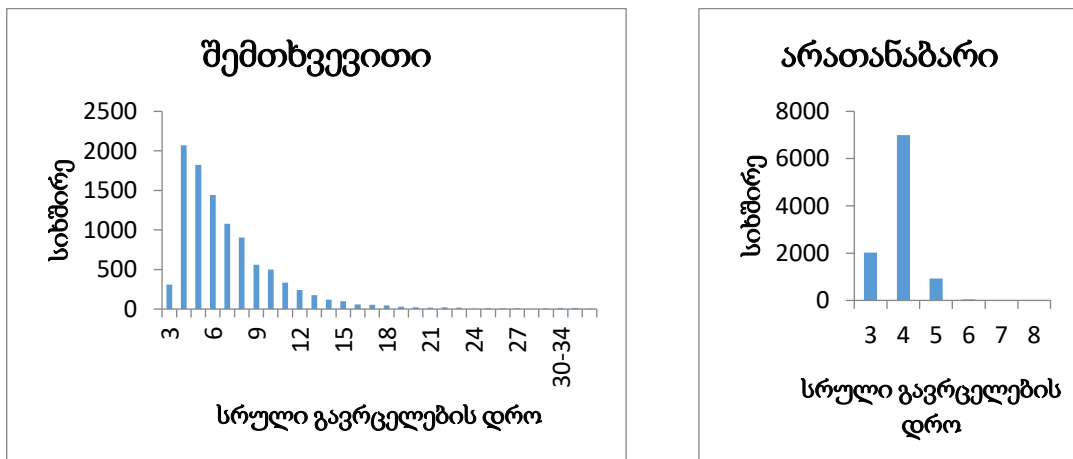 შემთხვევითი
2500
2000
1500
1000
500
0
სიხშირე
3 6 9 12 15 18 21 24 27 30-34
სრული გავრცელების დრო
არათანაბარი
8000
6000
4000
2000
0
სიხშირე
3 4 5 6 7 8
სრული გავრცელების
დრო